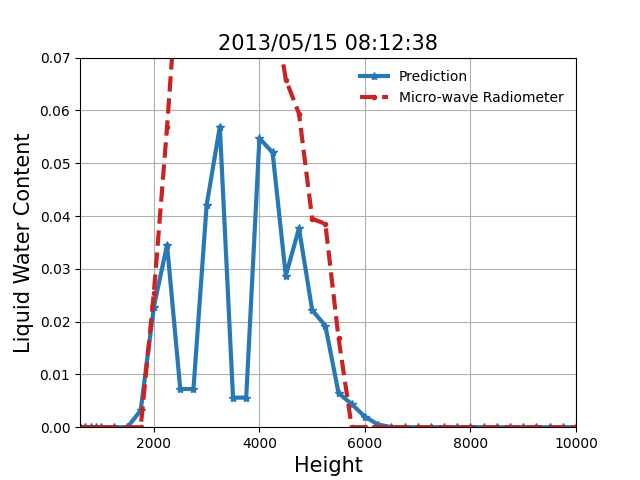 2013/05/15 08:12:38
Prediction
Micro-wave Radiometer
Liquid Water Content
0.07
0.06
0.05
0.04
0.03
0.02
0.01
0.00
2000 4000 6000 8000 10000
Height